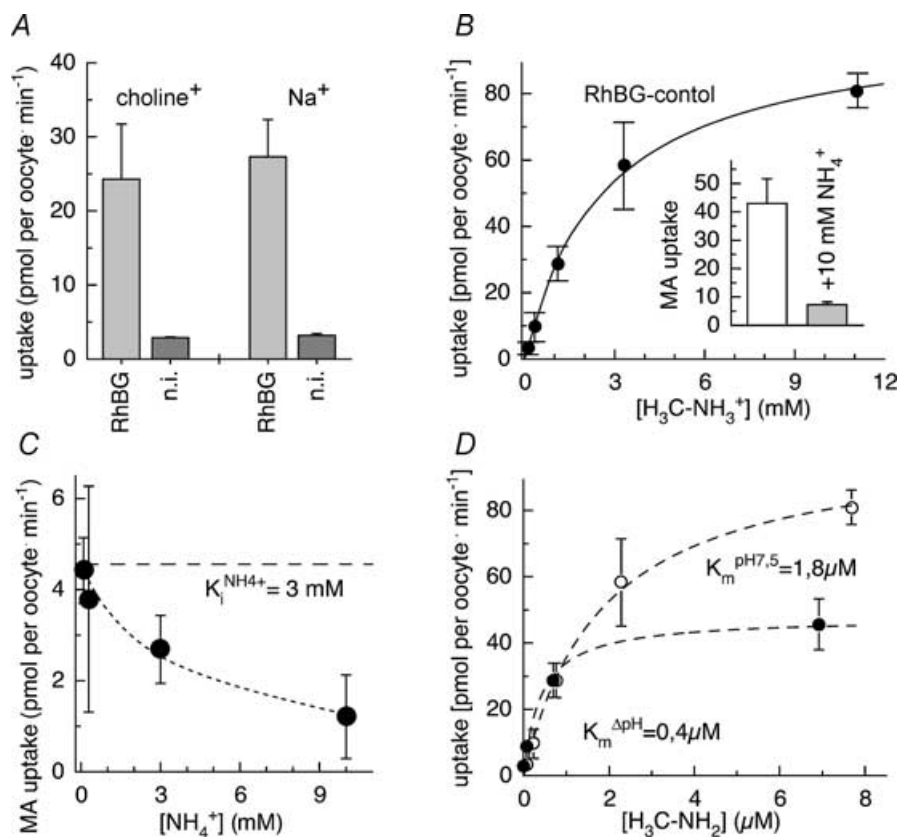 A
uptake (pmol per oocyte· min⁻¹)
40
30
20
10
0
choline⁺
Na⁺
RhBG
n.i.
RhBG
n.i.
B
uptake [pmol per oocyte· min⁻¹]
80
60
40
20
0
RhBG-contol
MA uptake
50
40
30
20
10
0
+10 mM NH₄⁺
0
3
6
9
12
[H₃C-NH₃⁺] (mM)
C
MA uptake (pmol per oocyte· min⁻¹)
6
4
2
0
Kᵢ^NH4+ = 3 mM
0
3
6
9
[NH₄⁺] (mM)
D
uptake [pmol per oocyte· min⁻¹]
80
60
40
20
0
Kₘ^pH7,5=1,8µM
Kₘ^ΔpH=0,4µM
0
2
4
6
8
[H₃C-NH₂] (µM)